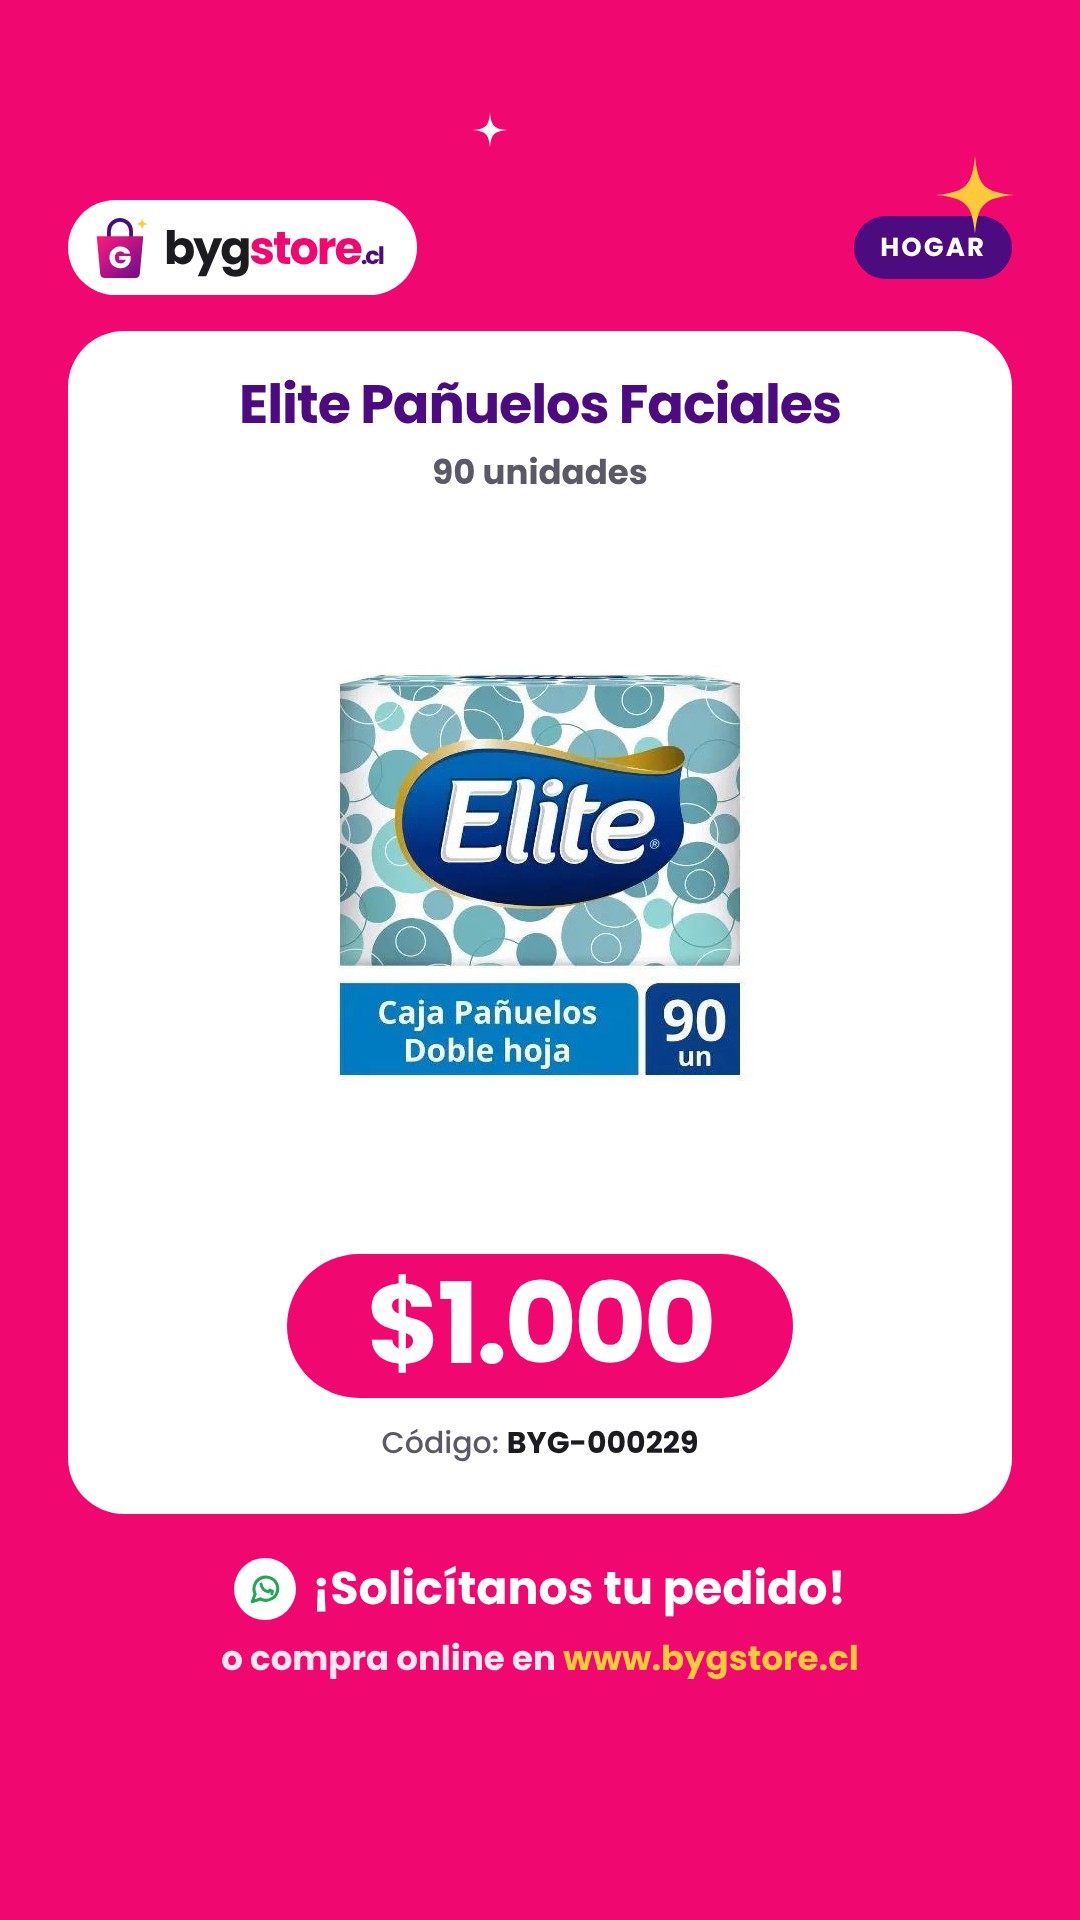 G bygstore.cl
HOGAR
Elite Pañuelos Faciales
90 unidades
Elite®
Caja Pañuelos
Doble hoja
90
un
$1.000
Código: BYG-000229
¡Solicítanos tu pedido!
o compra online en www.bygstore.cl